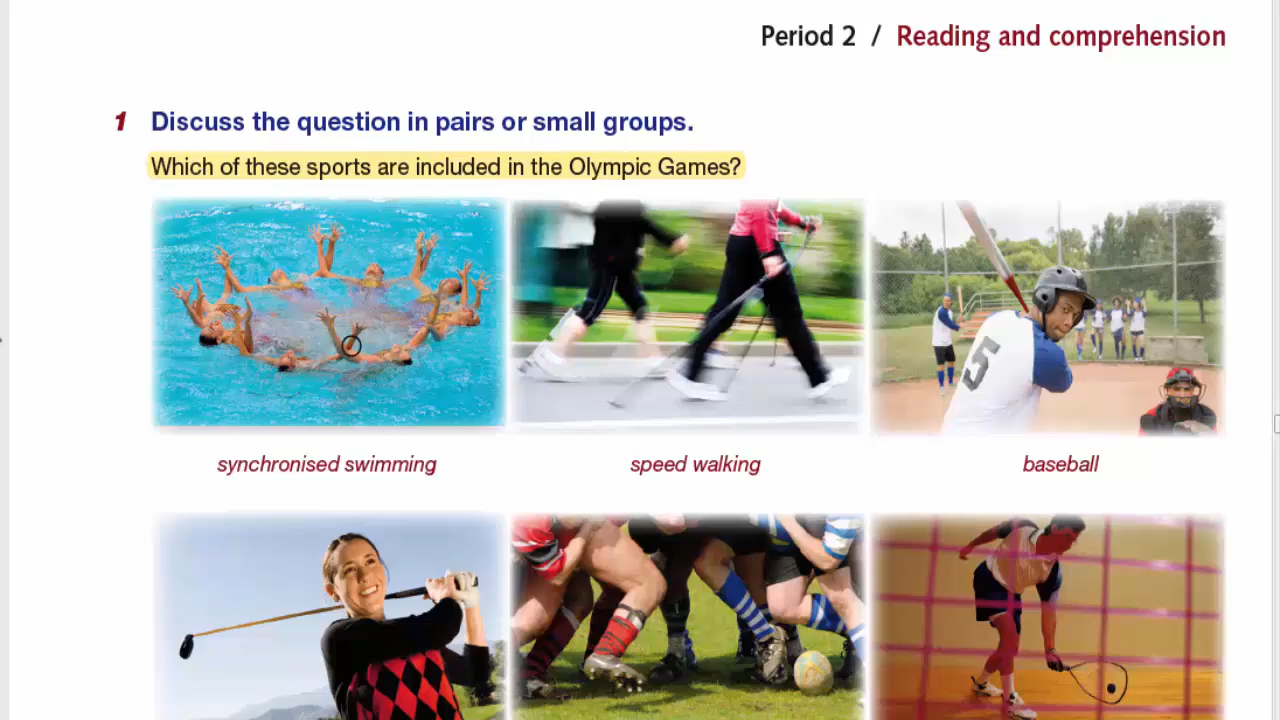 Period 2 / Reading and comprehension
1 Discuss the question in pairs or small groups.
Which of these sports are included in the Olympic Games?
5
synchronised swimming
speed walking
baseball